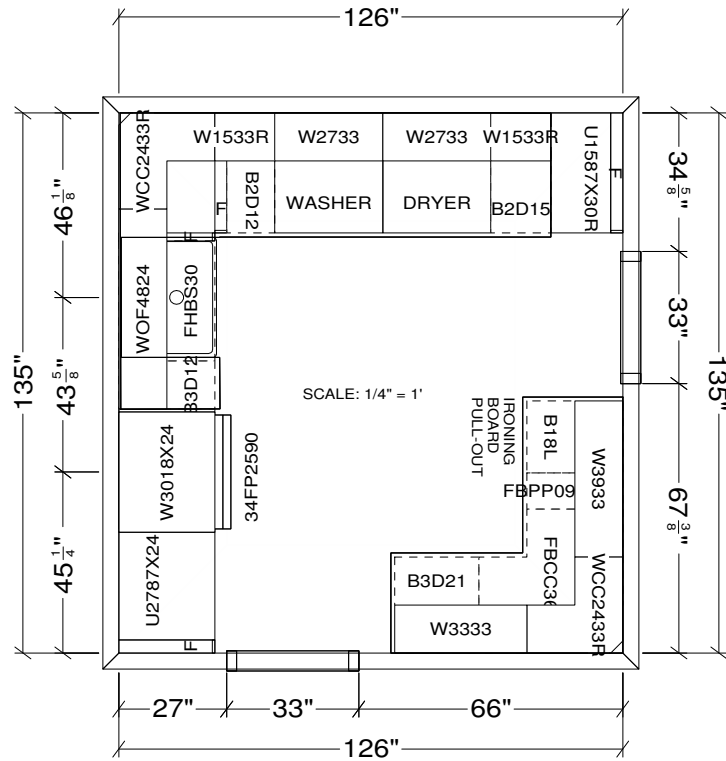 126"
WCC2433R
W1533R
W2733
W2733
W1533R
U1587X30R
F
34 5/8"
46 1/8"
B2D12
F
WASHER
DRYER
B2D15
F
WOF4824
FHBS30
33"
135"
43 5/8"
B3D12
SCALE: 1/4" = 1'
135"
IRONING
BOARD
PULL-OUT
B18L
W3933
W3018X24
34FP2590
FBPP09
67 3/8"
45 1/4"
U2787X24
F
B3D21
FBCC36
WCC2433R
W3333
27"
33"
66"
126"